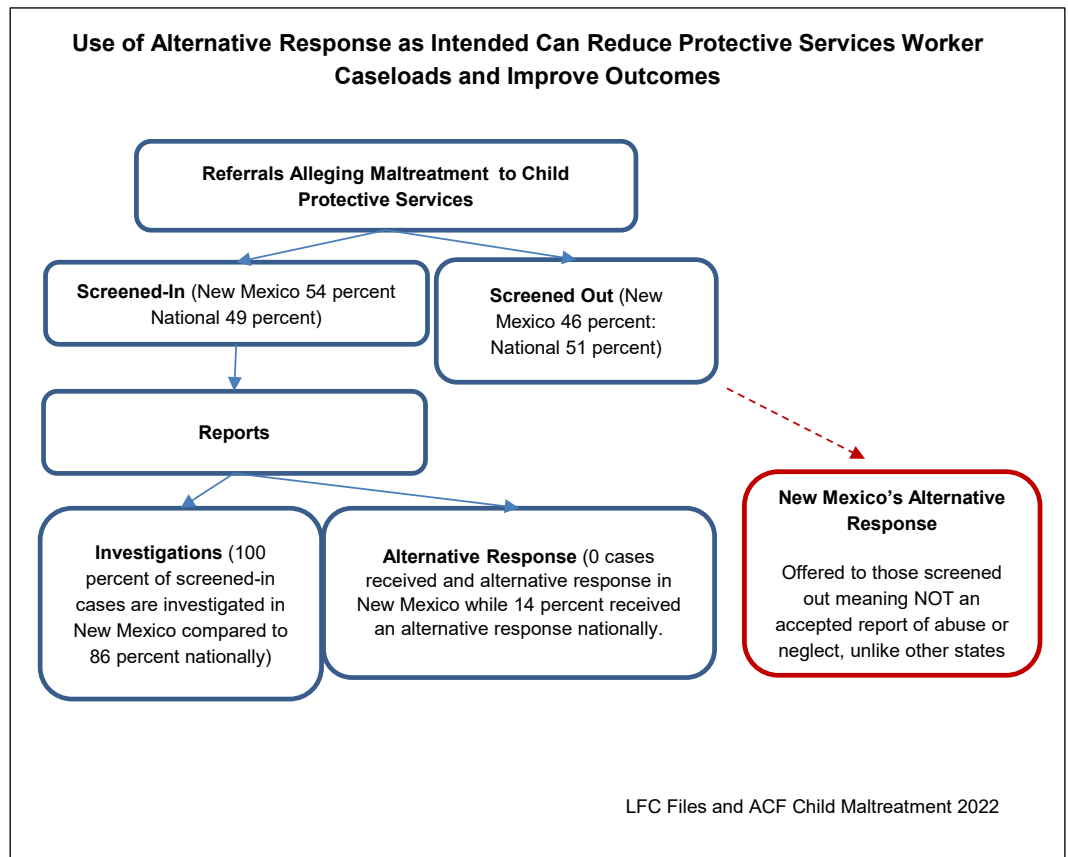 Use of Alternative Response as Intended Can Reduce Protective Services Worker
Caseloads and Improve Outcomes
Referrals Alleging Maltreatment to Child
Protective Services
Screened-In (New Mexico 54 percent
National 49 percent)
Screened Out (New
Mexico 46 percent:
National 51 percent)
Reports
Investigations (100
percent of screened-in
cases are investigated in
New Mexico compared to
86 percent nationally)
Alternative Response (0 cases
received and alternative response in
New Mexico while 14 percent received
an alternative response nationally.
New Mexico’s Alternative
Response
Offered to those screened
out meaning NOT an
accepted report of abuse or
neglect, unlike other states
LFC Files and ACF Child Maltreatment 2022